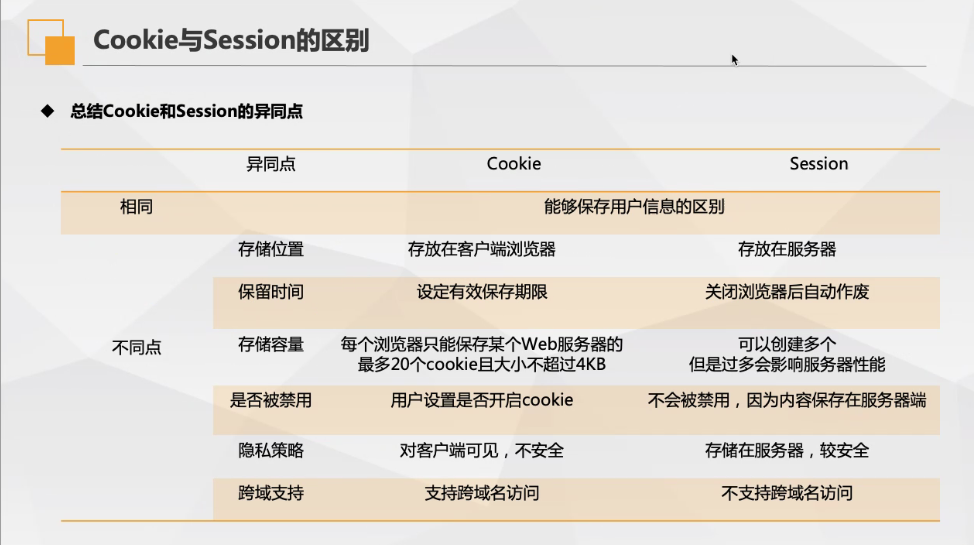 Cookie与Session的区别
◆ 总结Cookie和Session的异同点
异同点 Cookie Session
相同 能够保存用户信息的区别
存储位置 存放在客户端浏览器 存放在服务器
保留时间 设定有效保存期限 关闭浏览器后自动作废
不同点
存储容量 每个浏览器只能保存某个Web服务器的 可以创建多个
最多20个cookie且大小不超过4KB 但是过多会影响服务器性能
是否被禁用 用户设置是否开启cookie 不会被禁用，因为内容保存在服务器端
隐私策略 对客户端可见，不安全 存储在服务器，较安全
跨域支持 支持跨域名访问 不支持跨域名访问